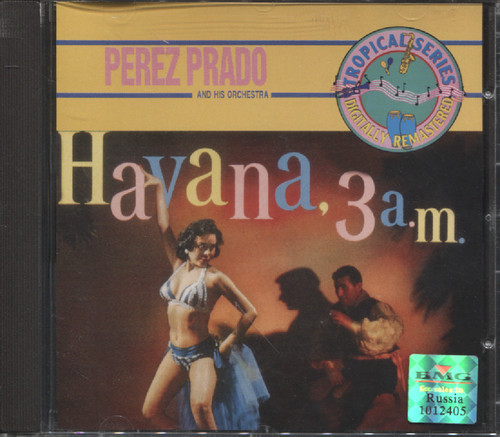 PEREZ PRADO
AND HIS ORCHESTRA
TROPICAL SERIES
DIGITALLY REMASTERED
Havana, 3 a.m.
BMG
Russia
1012405